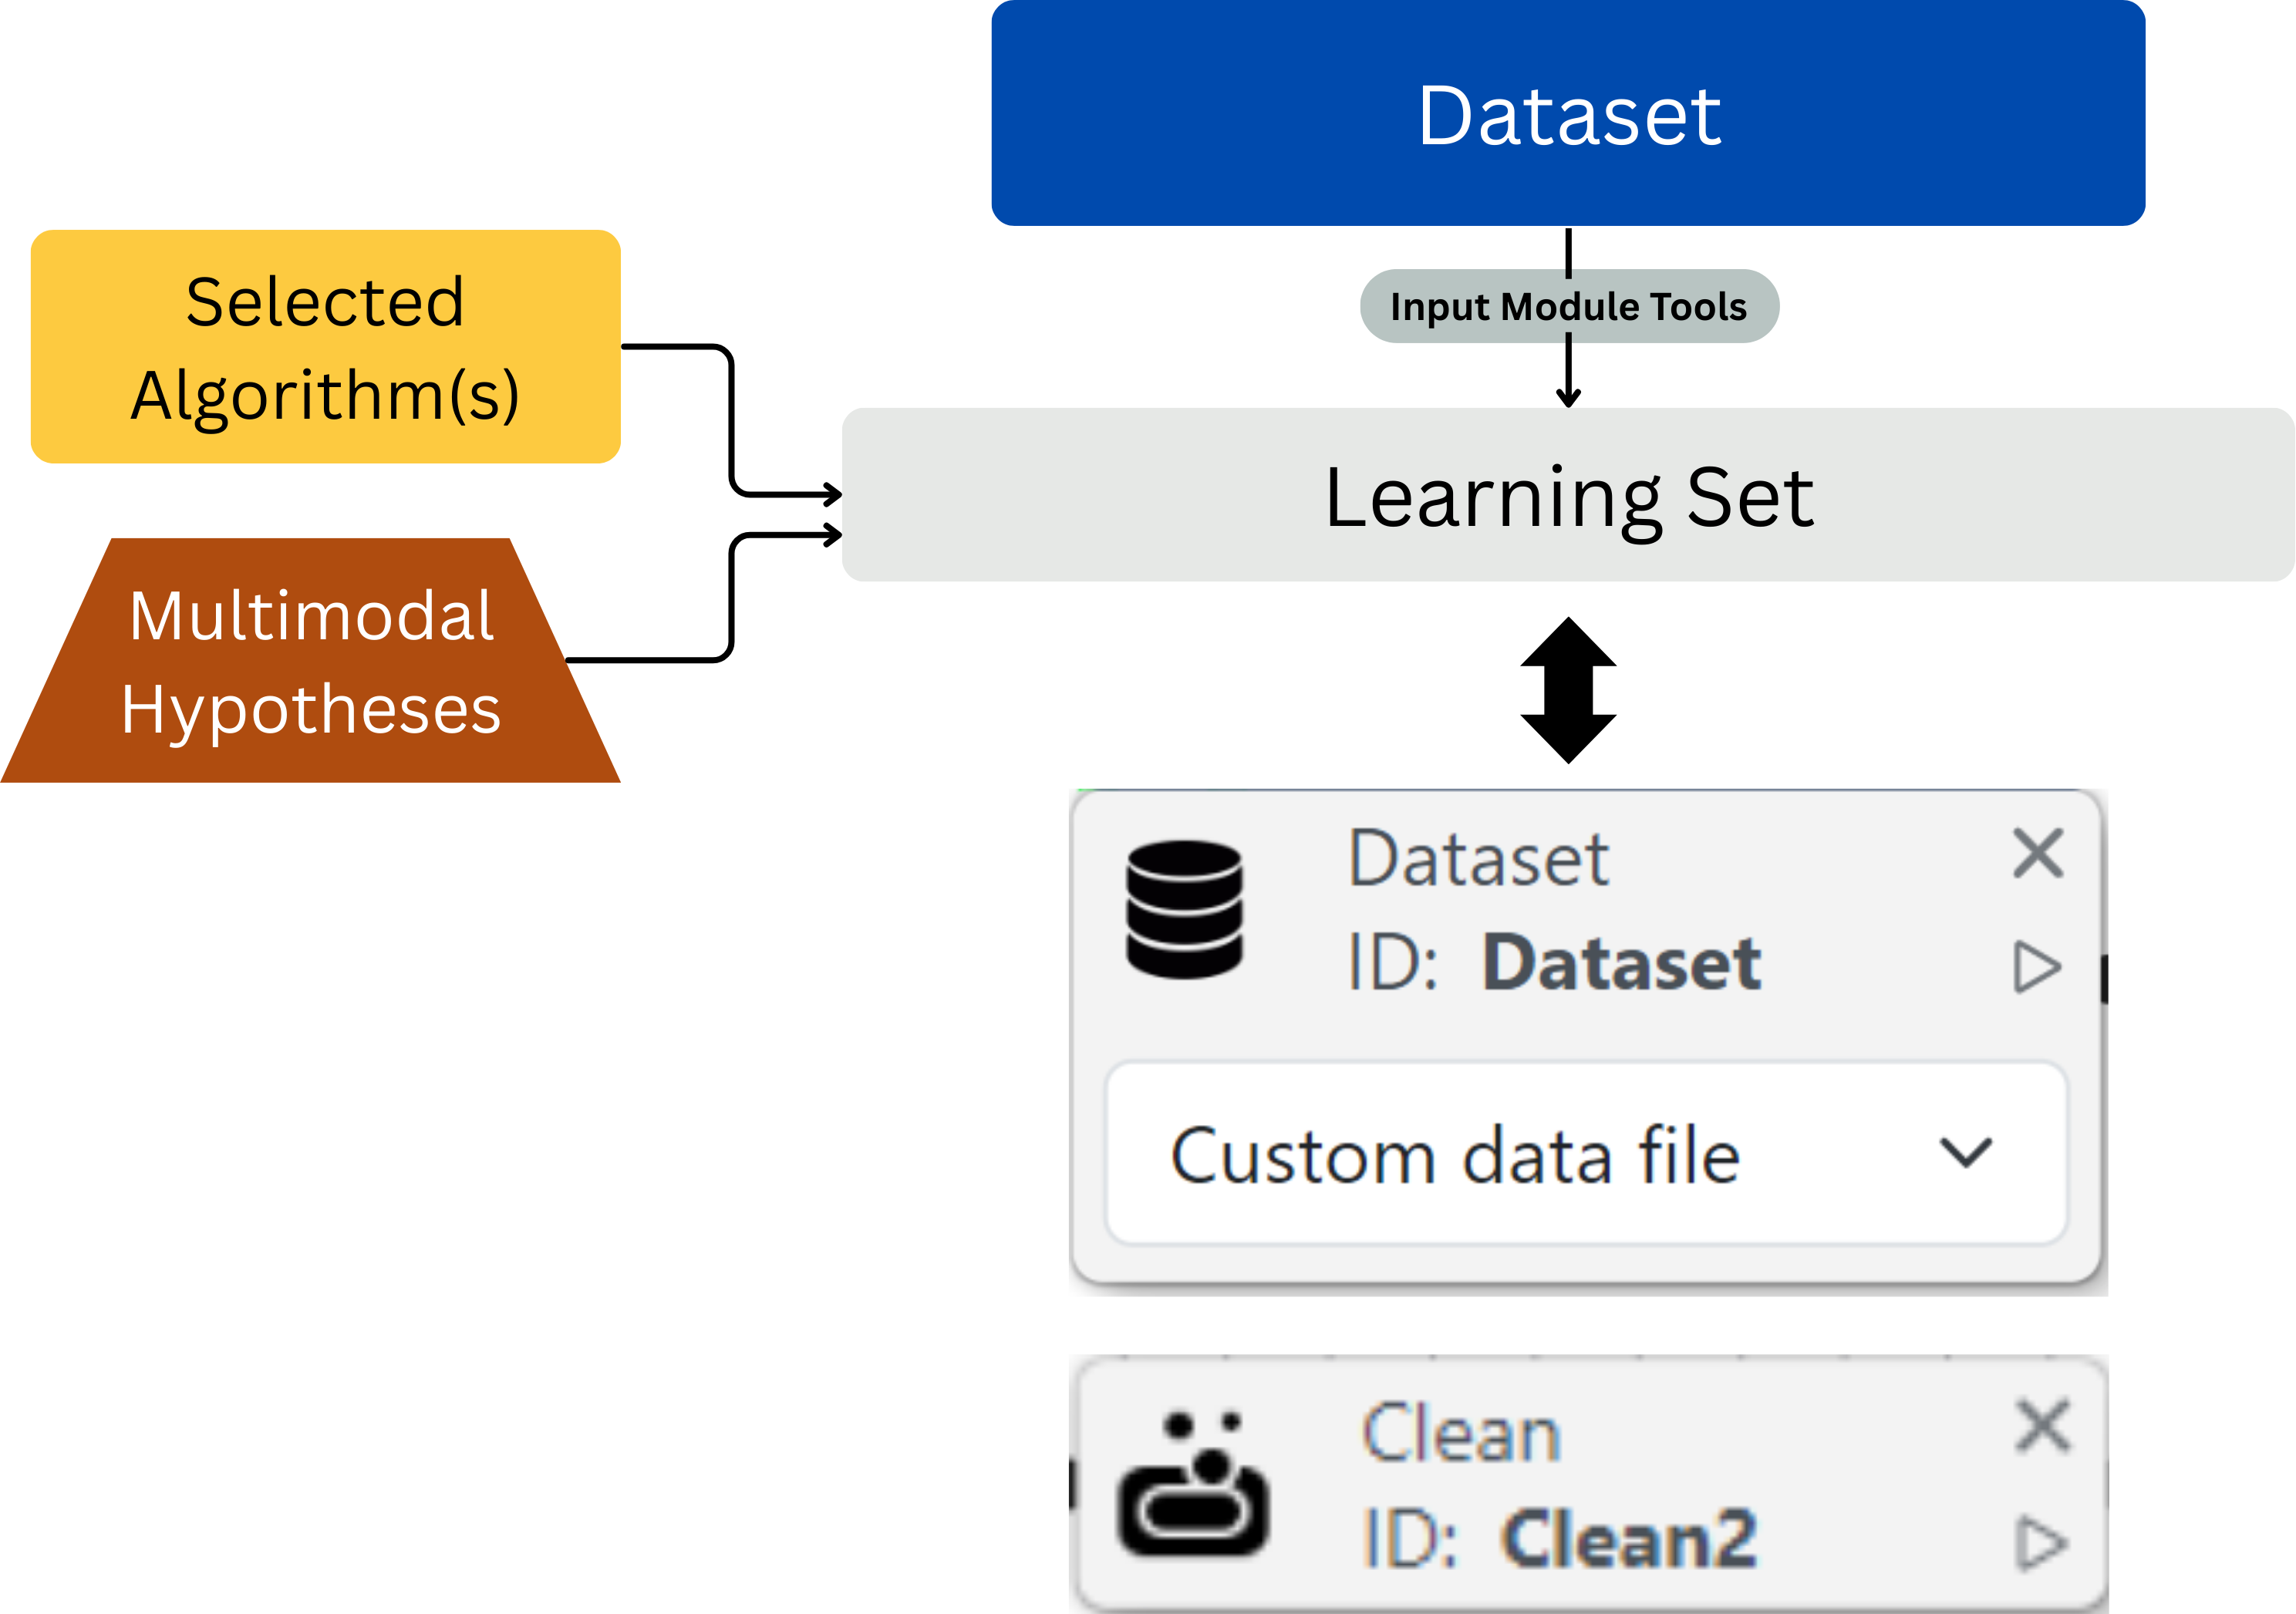 Dataset
Input Module Tools
Selected
Algorithm(s)
Learning Set
Multimodal
Hypotheses
Dataset
ID: Dataset
Custom data file
Clean
ID: Clean2